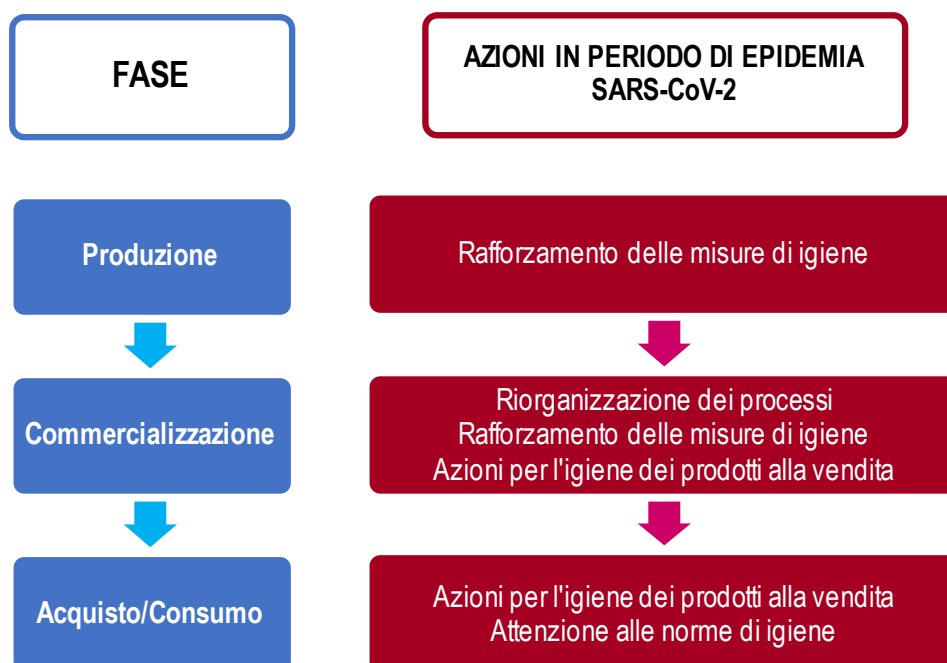 FASE
AZIONI IN PERIODO DI EPIDEMIA
SARS-CoV-2
Produzione
Rafforzamento delle misure di igiene
Commercializzazione
Riorganizzazione dei processi
Rafforzamento delle misure di igiene
Azioni per l'igiene dei prodotti alla vendita
Acquisto/Consumo
Azioni per l'igiene dei prodotti alla vendita
Attenzione alle norme di igiene